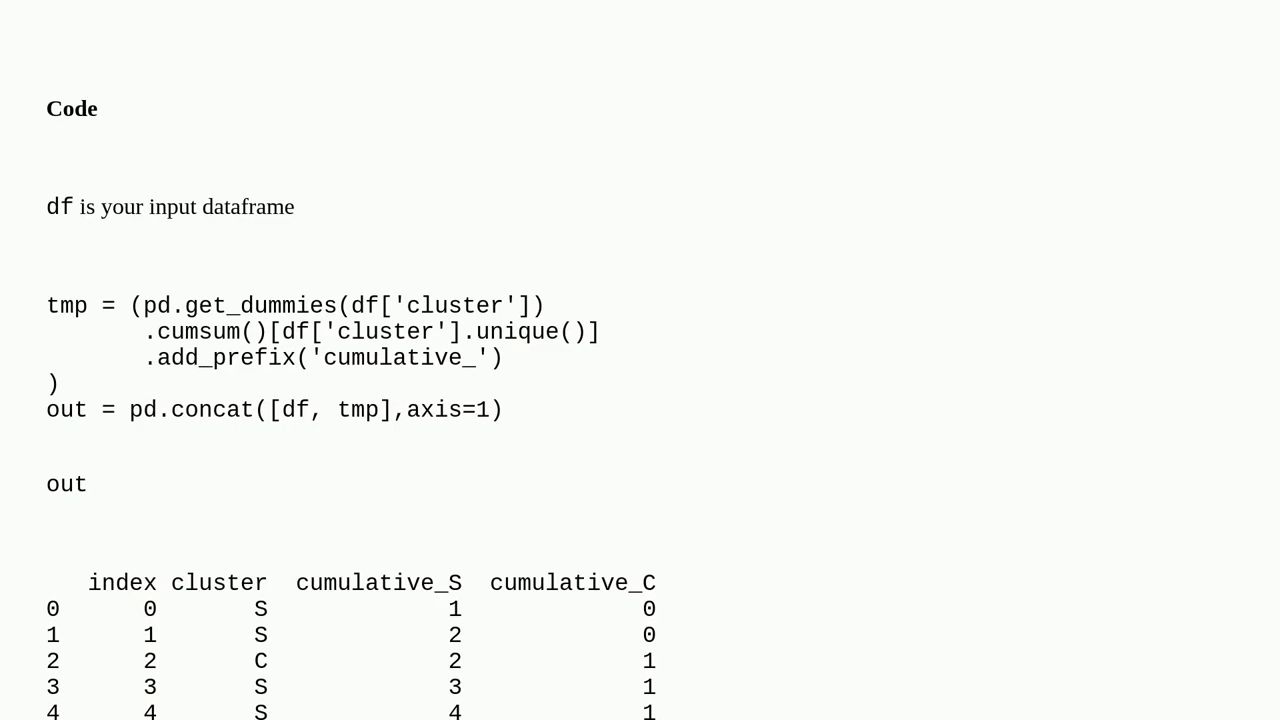 Code
df is your input dataframe
tmp = (pd.get_dummies(df['cluster'])
       .cumsum()[df['cluster'].unique()]
       .add_prefix('cumulative_')
)
out = pd.concat([df, tmp],axis=1)
out
   index cluster  cumulative_S  cumulative_C
0      0       S             1             0
1      1       S             2             0
2      2       C             2             1
3      3       S             3             1
4      4       S             4             1